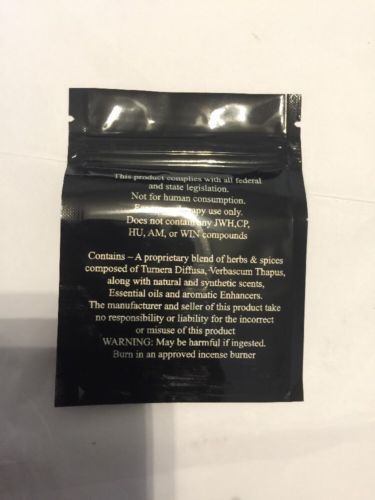 This product complies with all federal
and state legislation.
Not for human consumption.
For therapy use only.
Does not contain any JWH,CP,
HU, AM, or WIN compounds
Contains – A proprietary blend of herbs & spices
composed of Turnera Diffusa, Verbascum Thapus,
along with natural and synthetic scents,
Essential oils and aromatic Enhancers.
The manufacturer and seller of this product take
no responsibility or liability for the incorrect
or misuse of this product
WARNING: May be harmful if ingested.
Burn in an approved incense burner